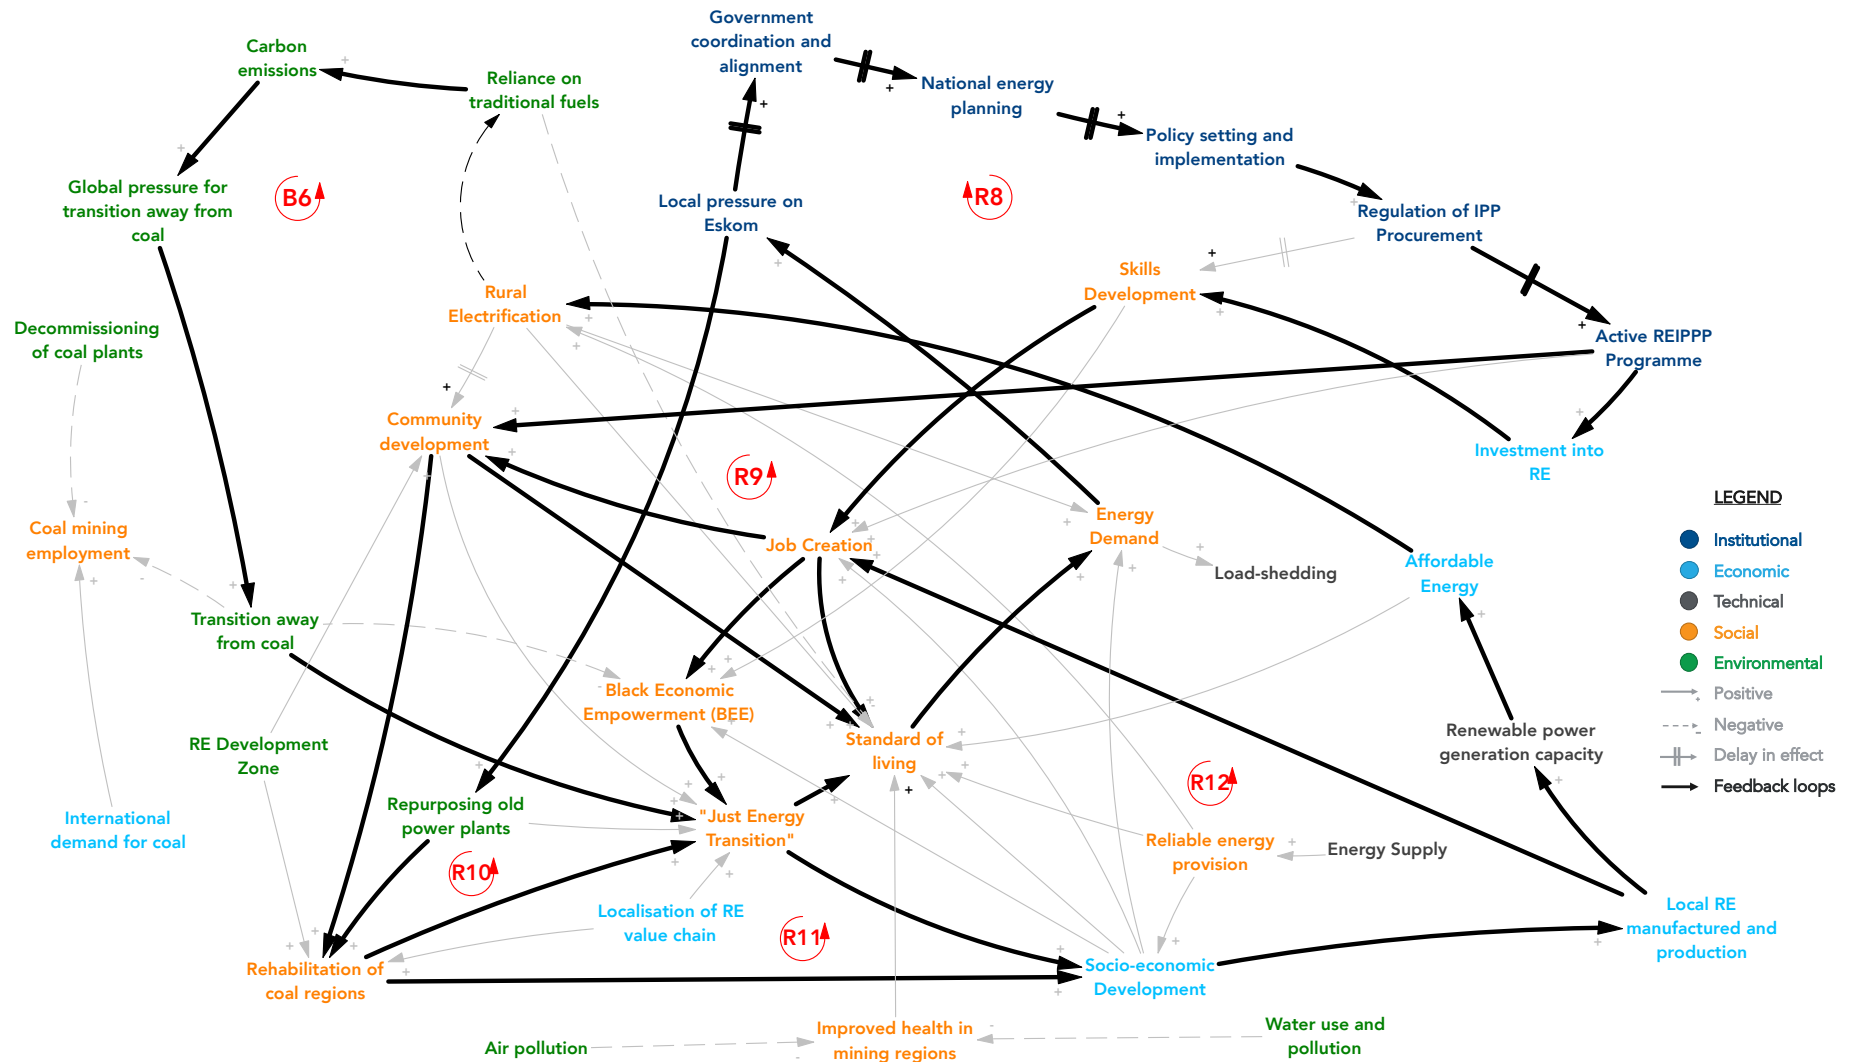 Government
coordination and
alignment
Carbon
emissions
Reliance on
traditional fuels
National energy
planning
Policy setting and
implementation
Global pressure for
transition away from
coal
B6
Local pressure on
Eskom
R8
Regulation of IPP
Procurement
Skills
Development
Rural
Electrification
Decommissioning
of coal plants
Active REIPPP
Programme
Community
development
Investment into
RE
R9
LEGEND
Institutional
Economic
Technical
Social
Environmental
Positive
Negative
Delay in effect
Feedback loops
Coal mining
employment
Job Creation
Energy
Demand
Load-shedding
Affordable
Energy
Transition away
from coal
Black Economic
Empowerment (BEE)
Standard of
living
Renewable power
generation capacity
RE Development
Zone
R12
International
demand for coal
Repurposing old
power plants
"Just Energy
Transition"
Reliable energy
provision
Energy Supply
R10
Localisation of RE
value chain
R11
Local RE
manufactured and
production
Rehabilitation of
coal regions
Socio-economic
Development
Air pollution
Improved health in
mining regions
Water use and
pollution